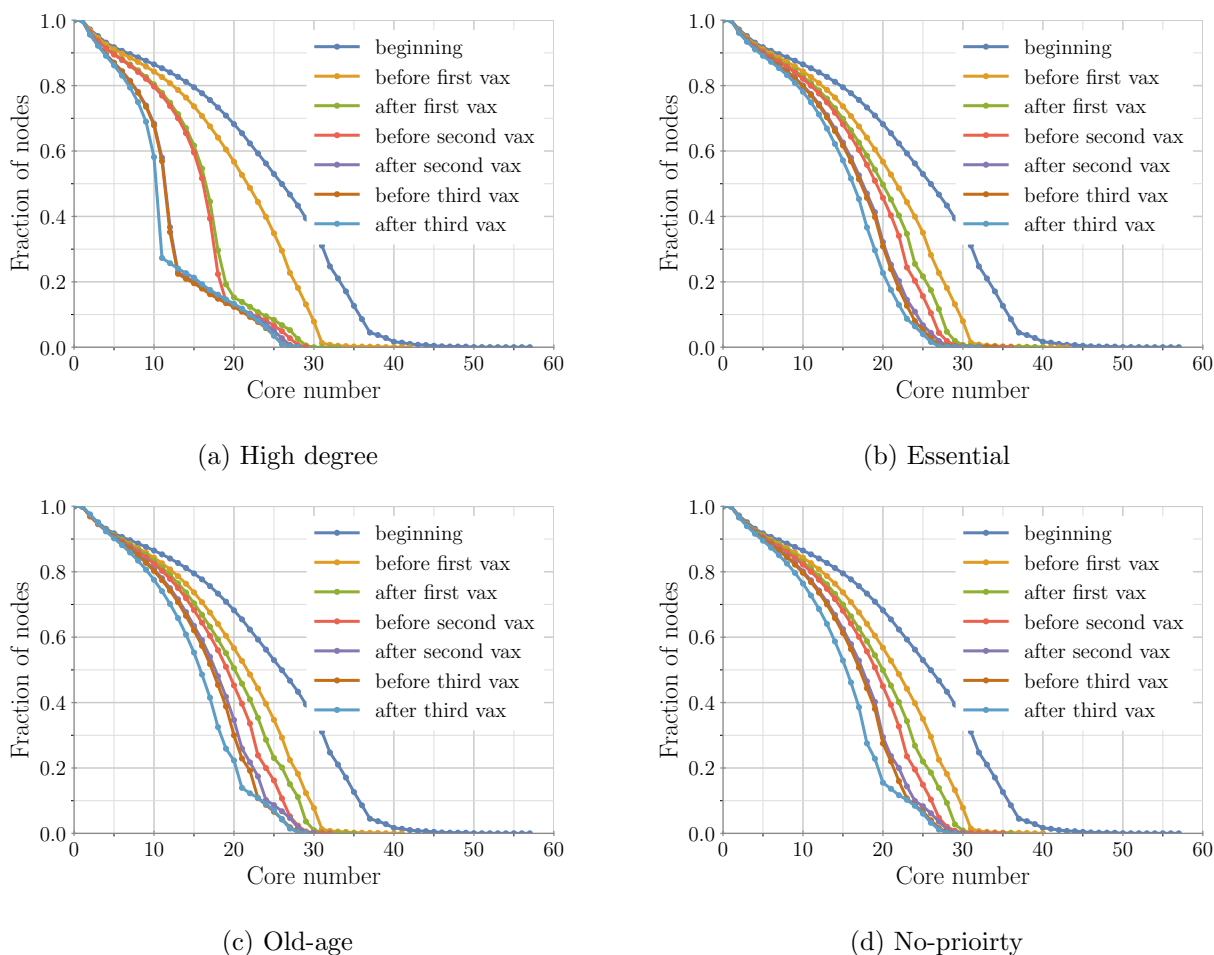 1.0
0.8
0.6
0.4
0.2
0.0
Fraction of nodes
beginning
before first vax
after first vax
before second vax
after second vax
before third vax
after third vax
0 10 20 30 40 50 60
Core number
(a) High degree
1.0
0.8
0.6
0.4
0.2
0.0
Fraction of nodes
beginning
before first vax
after first vax
before second vax
after second vax
before third vax
after third vax
0 10 20 30 40 50 60
Core number
(b) Essential
1.0
0.8
0.6
0.4
0.2
0.0
Fraction of nodes
beginning
before first vax
after first vax
before second vax
after second vax
before third vax
after third vax
0 10 20 30 40 50 60
Core number
(c) Old-age
1.0
0.8
0.6
0.4
0.2
0.0
Fraction of nodes
beginning
before first vax
after first vax
before second vax
after second vax
before third vax
after third vax
0 10 20 30 40 50 60
Core number
(d) No-prioirty